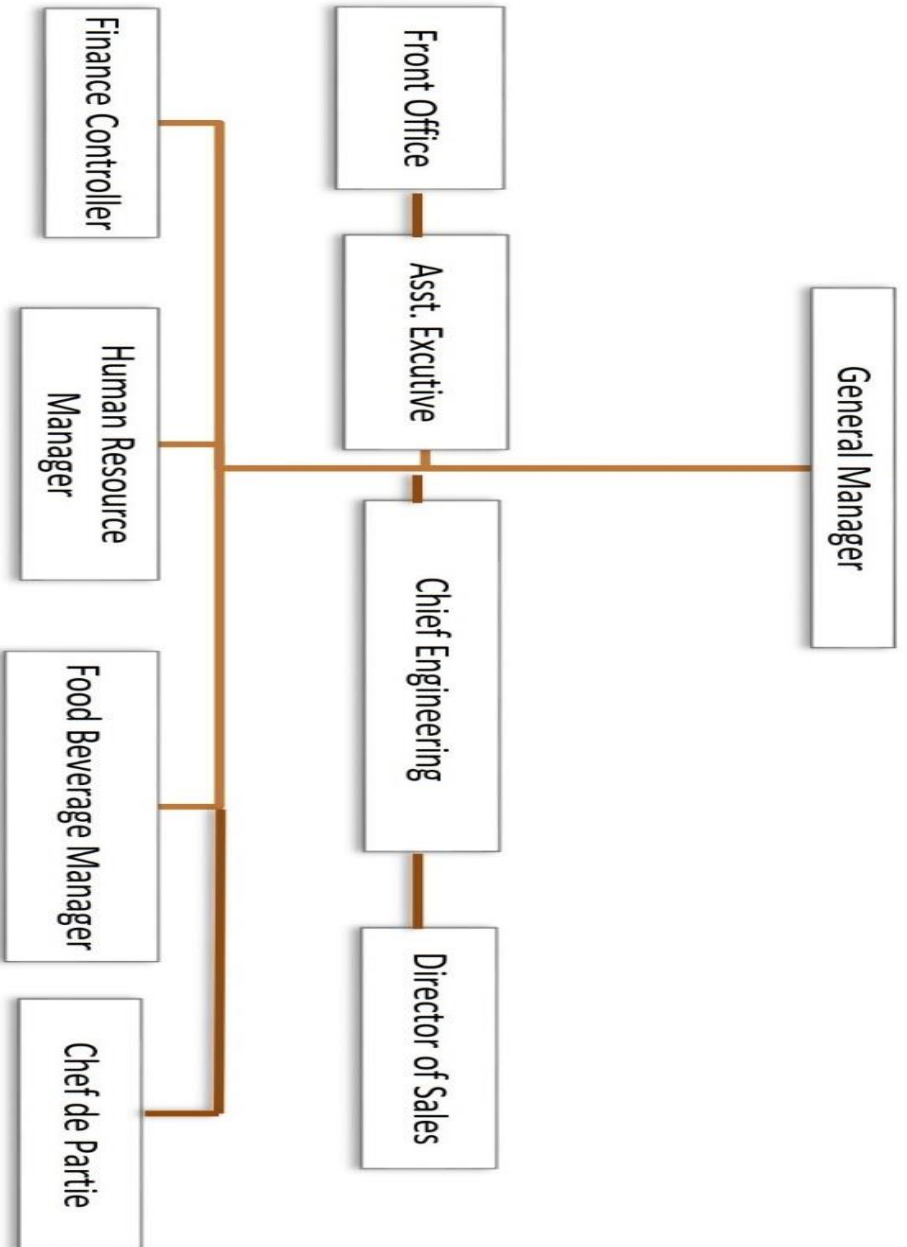 General Manager
Front Office
Asst. Excutive
Chief Engineering
Director of Sales
Finance Controller
Human Resource
Manager
Food Beverage Manager
Chef de Partie